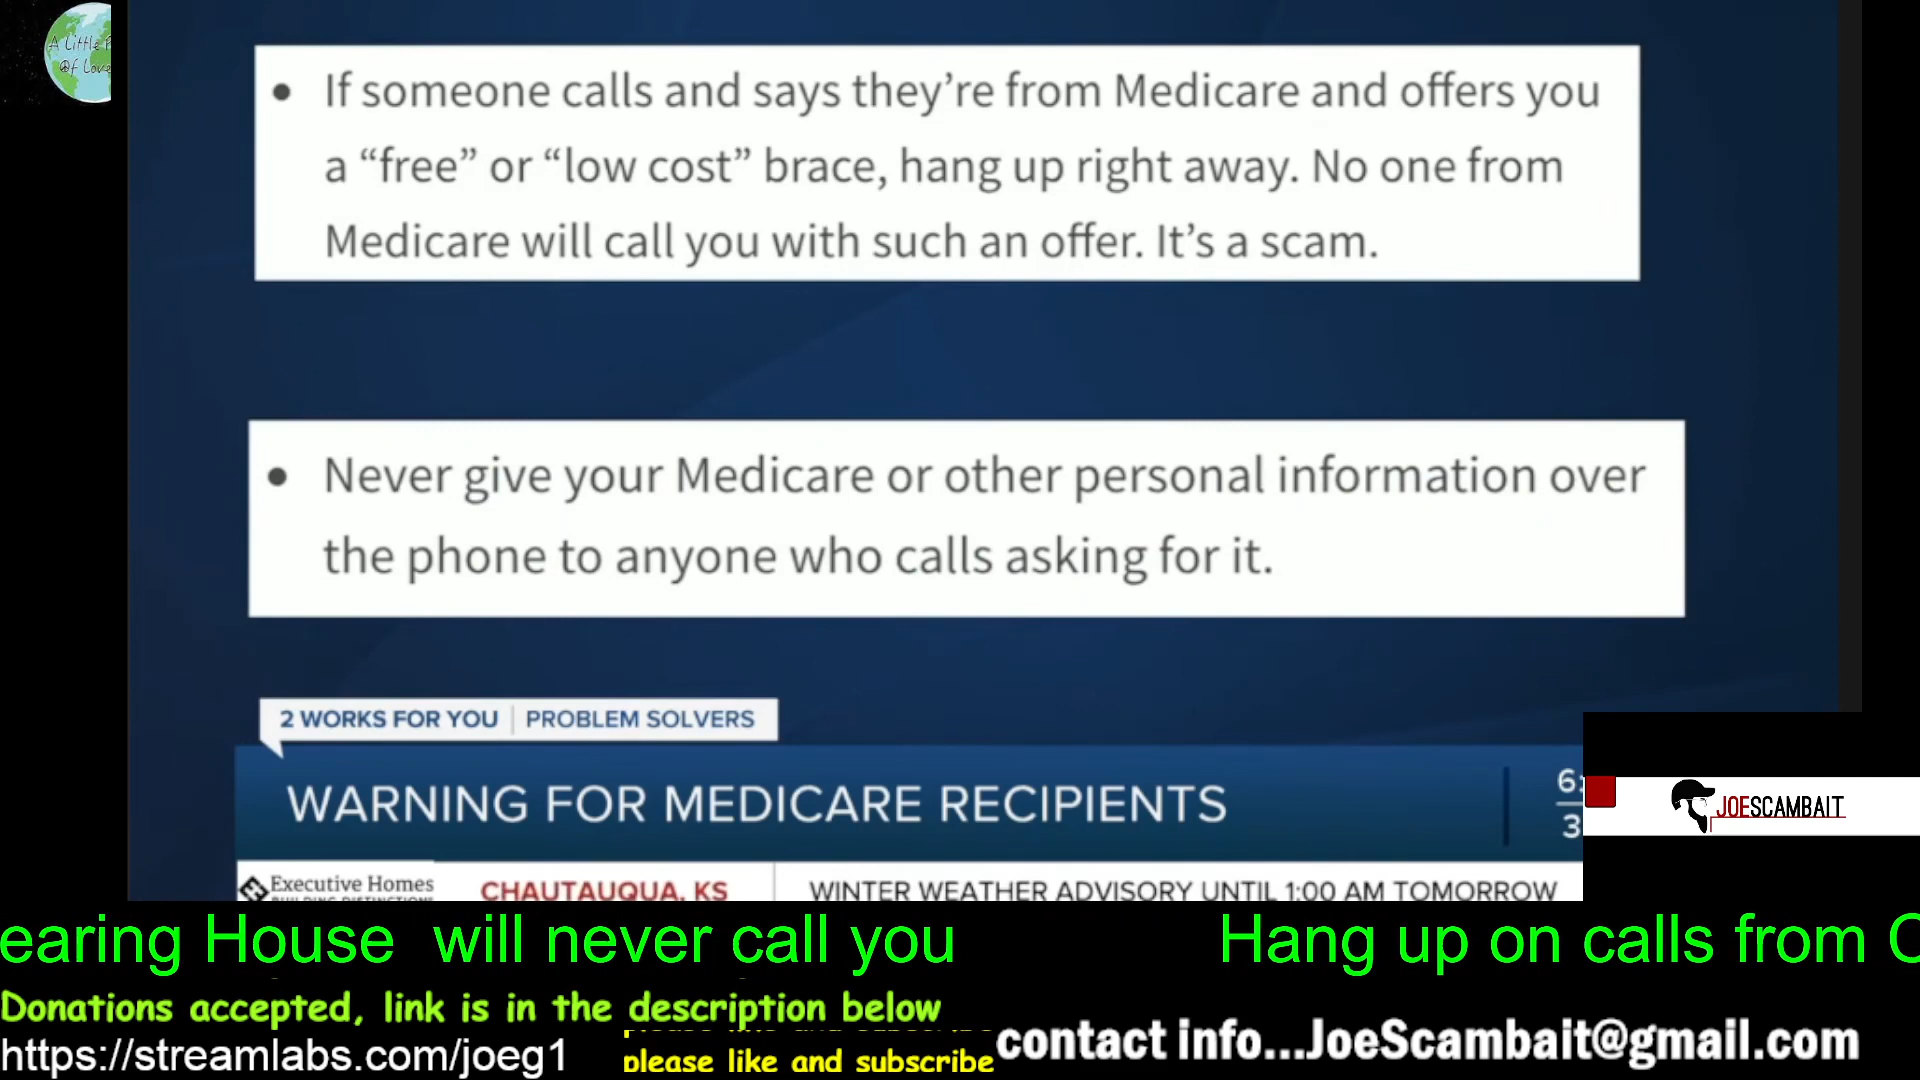 A Little
Of Love
• If someone calls and says they’re from Medicare and offers you
a “free” or “low cost” brace, hang up right away. No one from
Medicare will call you with such an offer. It’s a scam.
• Never give your Medicare or other personal information over
the phone to anyone who calls asking for it.
2 WORKS FOR YOU | PROBLEM SOLVERS
WARNING FOR MEDICARE RECIPIENTS
6:
3
JOESCAMBAIT
Executive Homes
CHAUTAUQUA, KS
WINTER WEATHER ADVISORY UNTIL 1:00 AM TOMORROW
earing House will never call you
Hang up on calls from
Donations accepted, link is in the description below
https://streamlabs.com/joeg1
please like and subscribe
contact info...JoeScambait@gmail.com